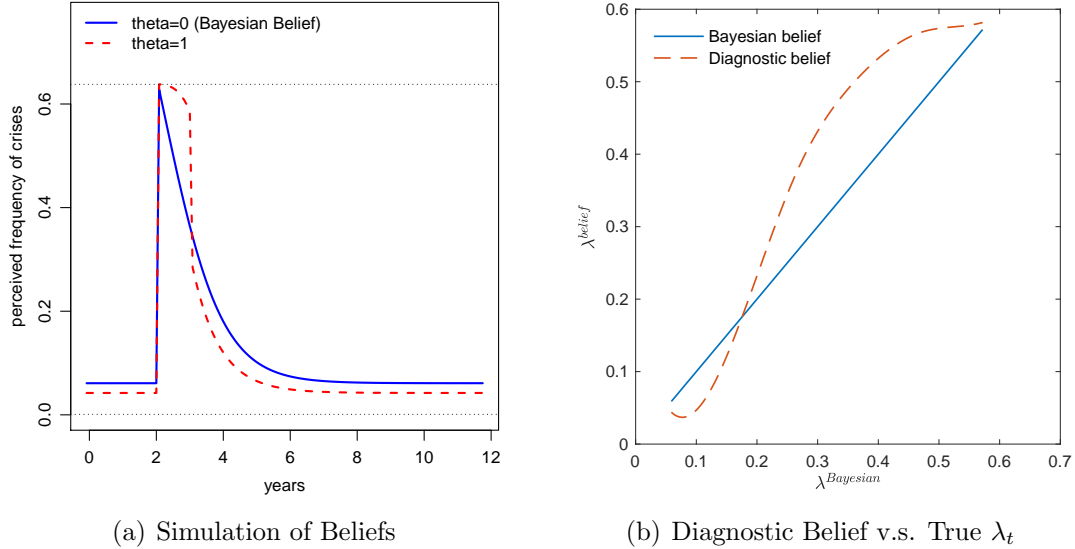 theta=0 (Bayesian Belief)
theta=1
perceived frequency of crises
0.6
0.4
0.2
0.0
0 2 4 6 8 10 12
years
(a) Simulation of Beliefs
Bayesian belief
Diagnostic belief
λ^{belief}
0.6
0.5
0.4
0.3
0.2
0.1
0
0 0.1 0.2 0.3 0.4 0.5 0.6 0.7
λ^{Bayesian}
(b) Diagnostic Belief v.s. True λ_t